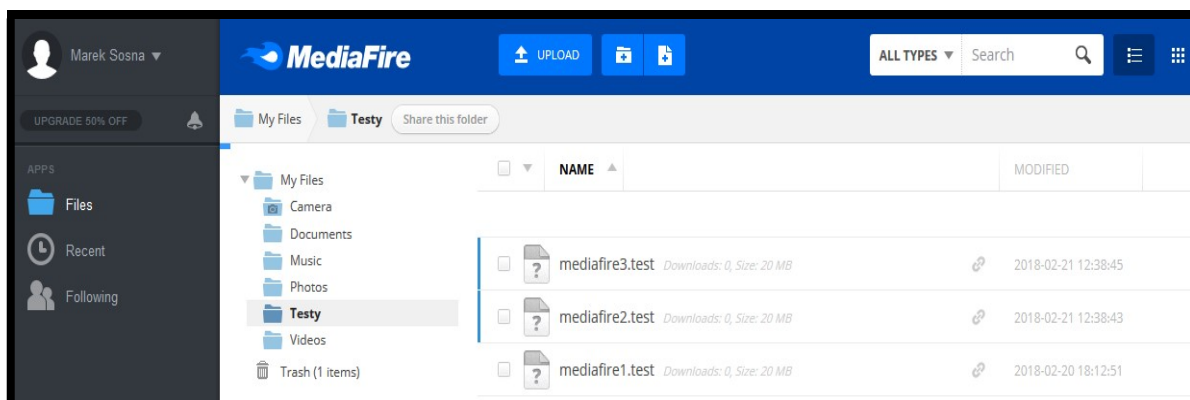 Marek Sosna
MediaFire
UPLOAD
ALL TYPES
Search
UPGRADE 50% OFF
My Files
Testy
Share this folder
APPS
Files
Recent
Following
My Files
Camera
Documents
Music
Photos
Testy
Videos
Trash (1 items)
NAME
MODIFIED
mediafire3.test Downloads: 0, Size: 20 MB 2018-02-21 12:38:45
mediafire2.test Downloads: 0, Size: 20 MB 2018-02-21 12:38:43
mediafire1.test Downloads: 0, Size: 20 MB 2018-02-20 18:12:51